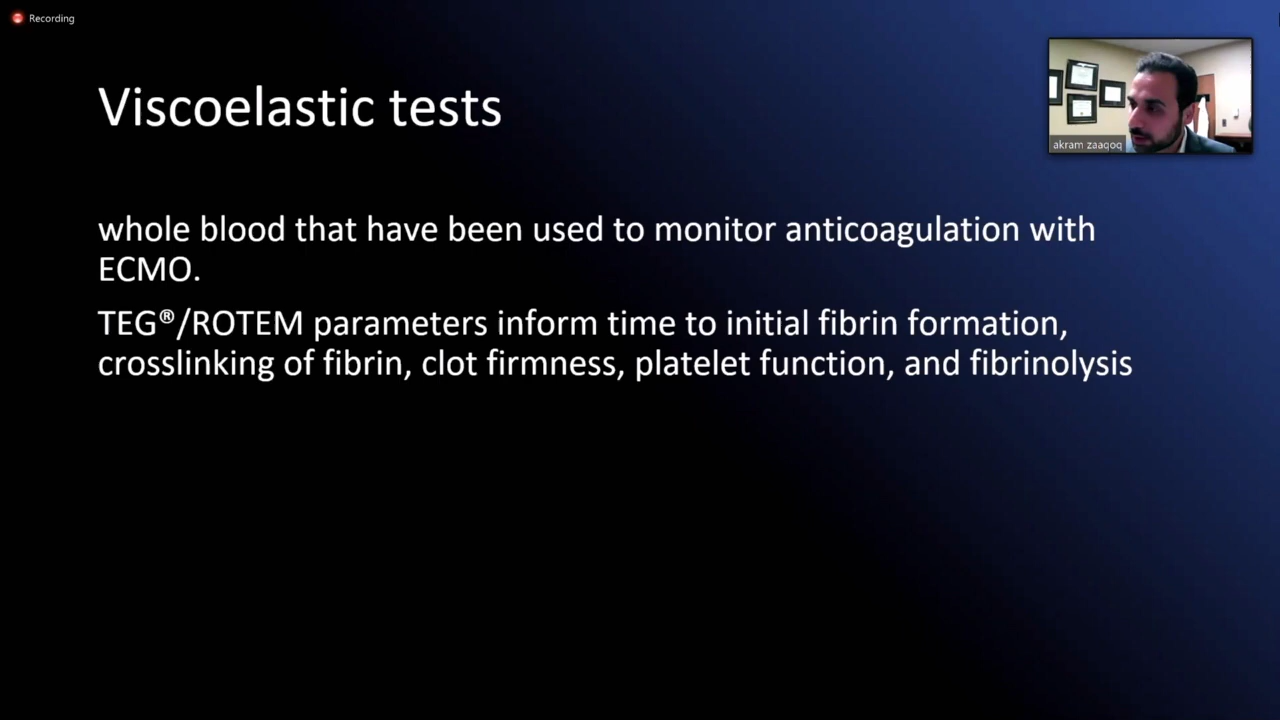 Recording
Viscoelastic tests
akram zaaqoq
whole blood that have been used to monitor anticoagulation with
ECMO.
TEG®/ROTEM parameters inform time to initial fibrin formation,
crosslinking of fibrin, clot firmness, platelet function, and fibrinolysis